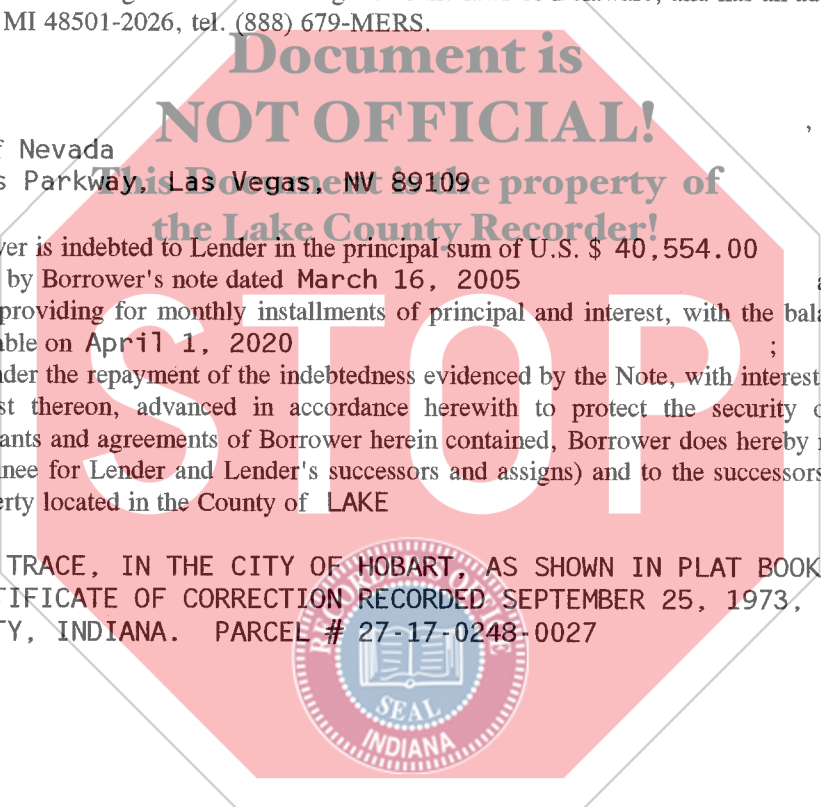 MI 48501-2026, tel. (888) 679-MERS.
Document is
NOT OFFICIAL!
,
f Nevada
s Parkway, Las Vegas, NV 89109
This Document is the property of
the Lake County Recorder!
ver is indebted to Lender in the principal sum of U.S. $ 40,554.00
by Borrower's note dated March 16, 2005
providing for monthly installments of principal and interest, with the bala
able on April 1, 2020 ;
nder the repayment of the indebtedness evidenced by the Note, with interest
st thereon, advanced in accordance herewith to protect the security o
ants and agreements of Borrower herein contained, Borrower does hereby
inee for Lender and Lender's successors and assigns) and to the successors
erty located in the County of LAKE
STOP
TRACE, IN THE CITY OF HOBART, AS SHOWN IN PLAT BOOK
TIFICATE OF CORRECTION RECORDED SEPTEMBER 25, 1973,
TY, INDIANA. PARCEL # 27-17-0248-0027
RECORDER'S OFFICE
SEAL
INDIANA